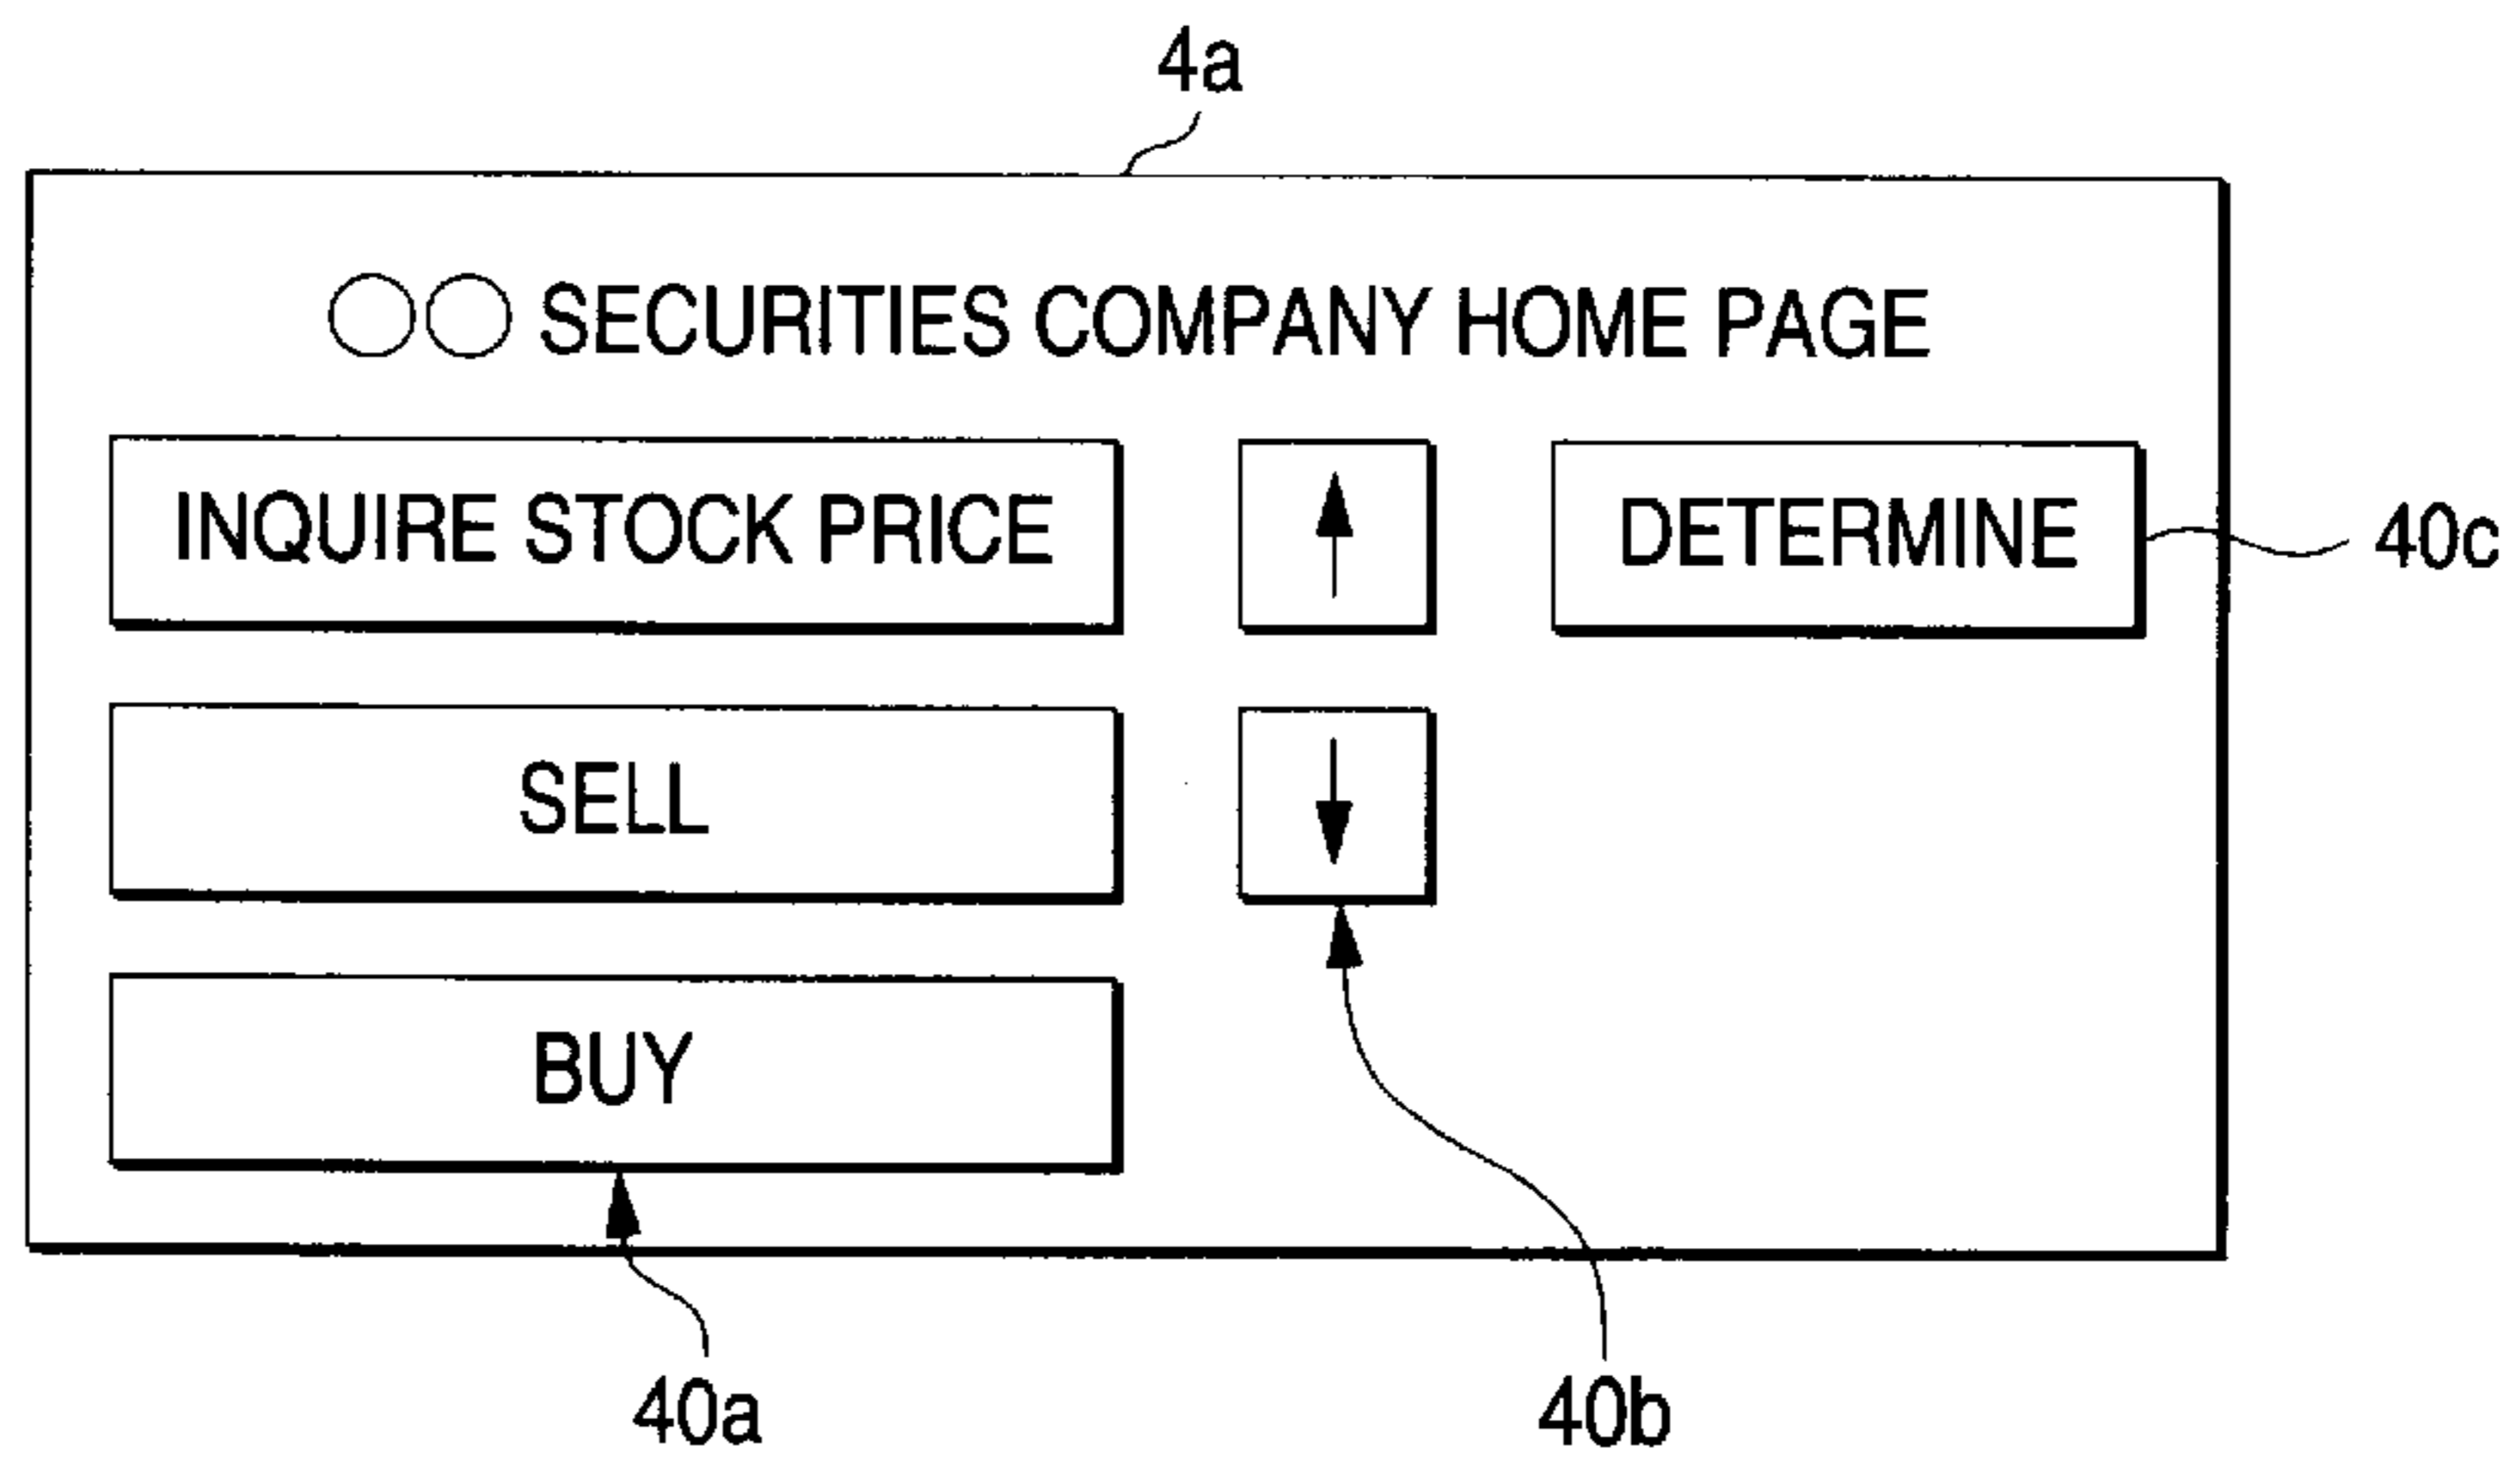 4a
○○ SECURITIES COMPANY HOME PAGE
INQUIRE STOCK PRICE
↑
DETERMINE
40c
SELL
↓
BUY
40a
40b